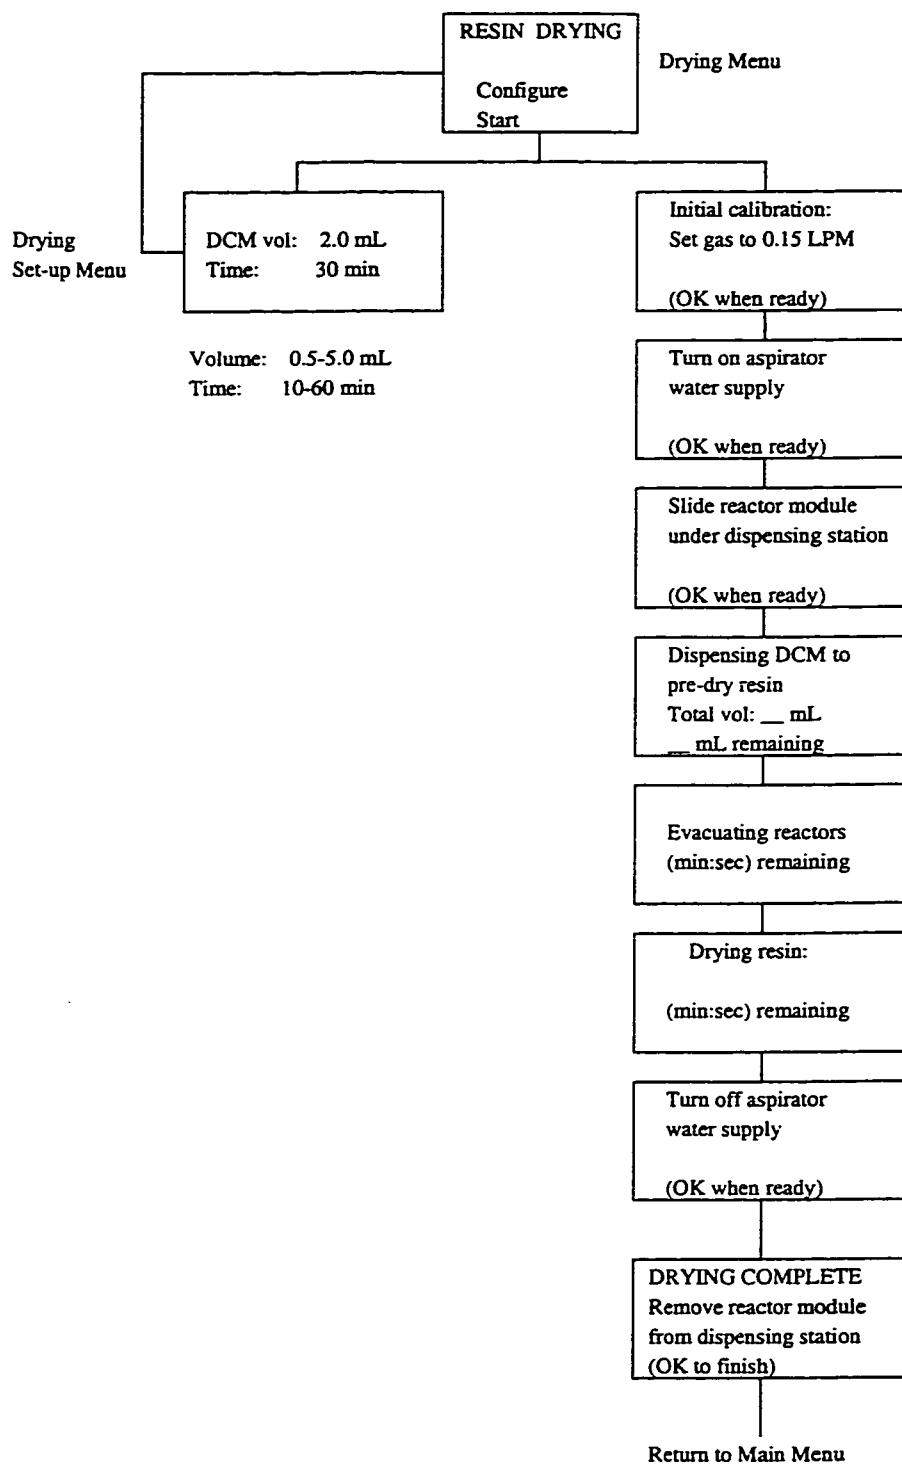 RESIN DRYING
Configure
Start
Drying Menu
Drying
Set-up Menu
DCM vol: 2.0 mL
Time: 30 min
Volume: 0.5-5.0 mL
Time: 10-60 min
Initial calibration:
Set gas to 0.15 LPM
(OK when ready)
Turn on aspirator
water supply
(OK when ready)
Slide reactor module
under dispensing station
(OK when ready)
Dispensing DCM to
pre-dry resin
Total vol: __ mL
__ mL remaining
Evacuating reactors
(min:sec) remaining
Drying resin:
(min:sec) remaining
Turn off aspirator
water supply
(OK when ready)
DRYING COMPLETE
Remove reactor module
from dispensing station
(OK to finish)
Return to Main Menu